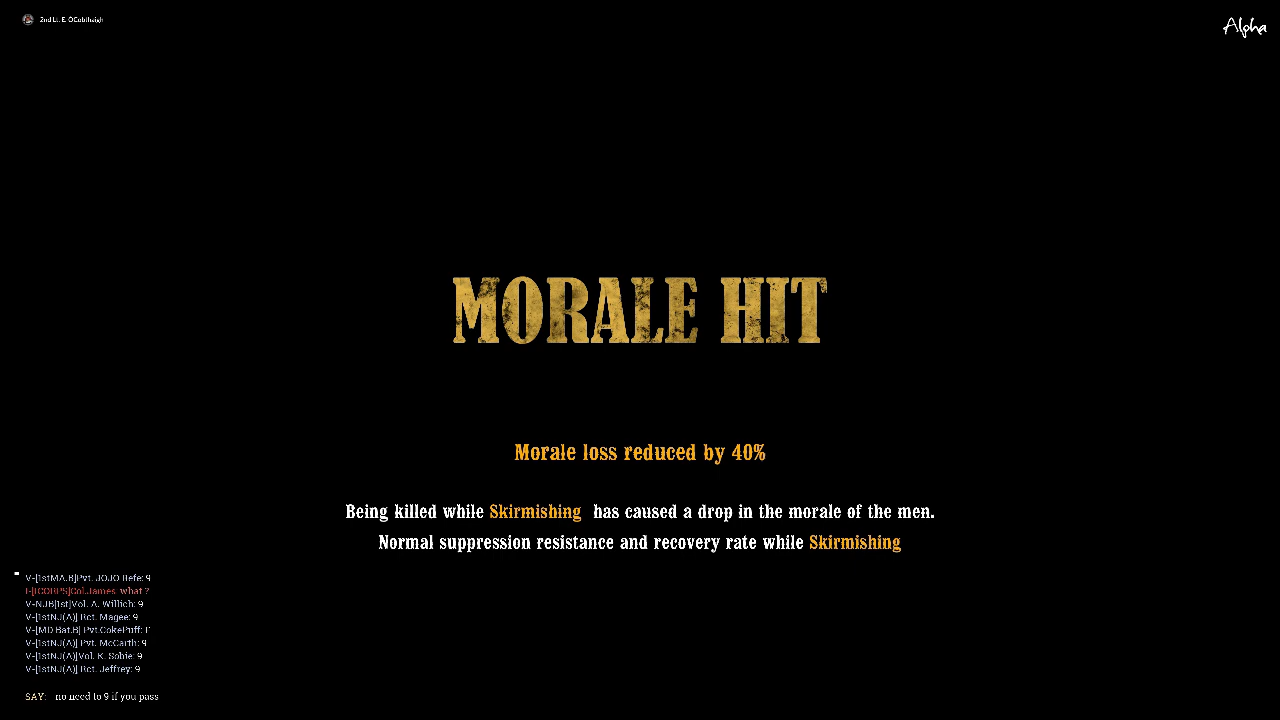 2nd Lt. E. OCobthaigh
Alpha
MORALE HIT
Morale loss reduced by 40%
Being killed while Skirmishing has caused a drop in the morale of the men.
Normal suppression resistance and recovery rate while Skirmishing
V-[1stMA.B]Pvt. JOJO Refe: 9
I-[ICORPS]Col.James: what ?
V-NJB[1st]Vol. A. Willich: 9
V-[1stNJ(A)] Rct. Magee: 9
V-[MD Bat.B] Pvt.CokePuff:
V-[1stNJ(A)] Pvt. McCarth: 9
V-[1stNJ(A)]Vol. K. Sobie: 9
V-[1stNJ(A)] Rct. Jeffrey: 9
SAY: no need to 9 if you pass